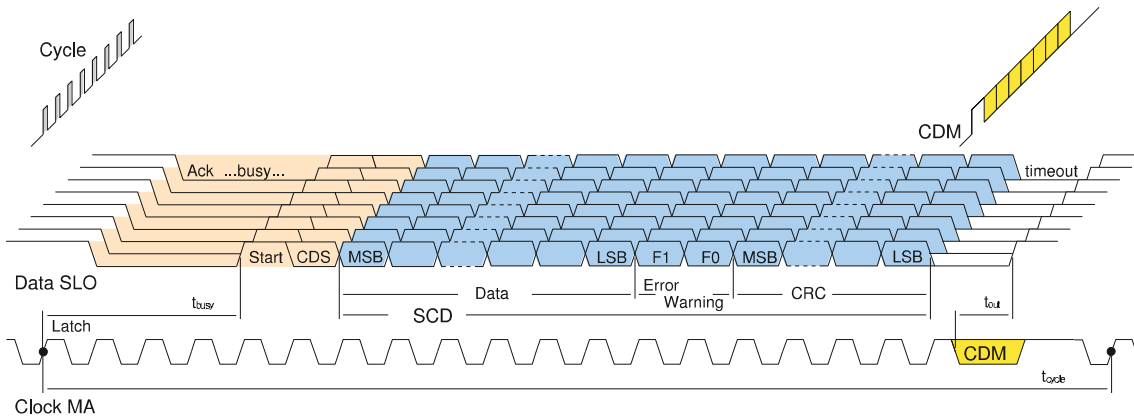 Cycle
CDM
Ack ...busy...
timeout
Start CDS MSB LSB F1 F0 MSB LSB
Data SLO
Error
Warning
Data
CRC
tbusy
SCD
tout
Latch
CDM
tcycle
Clock MA